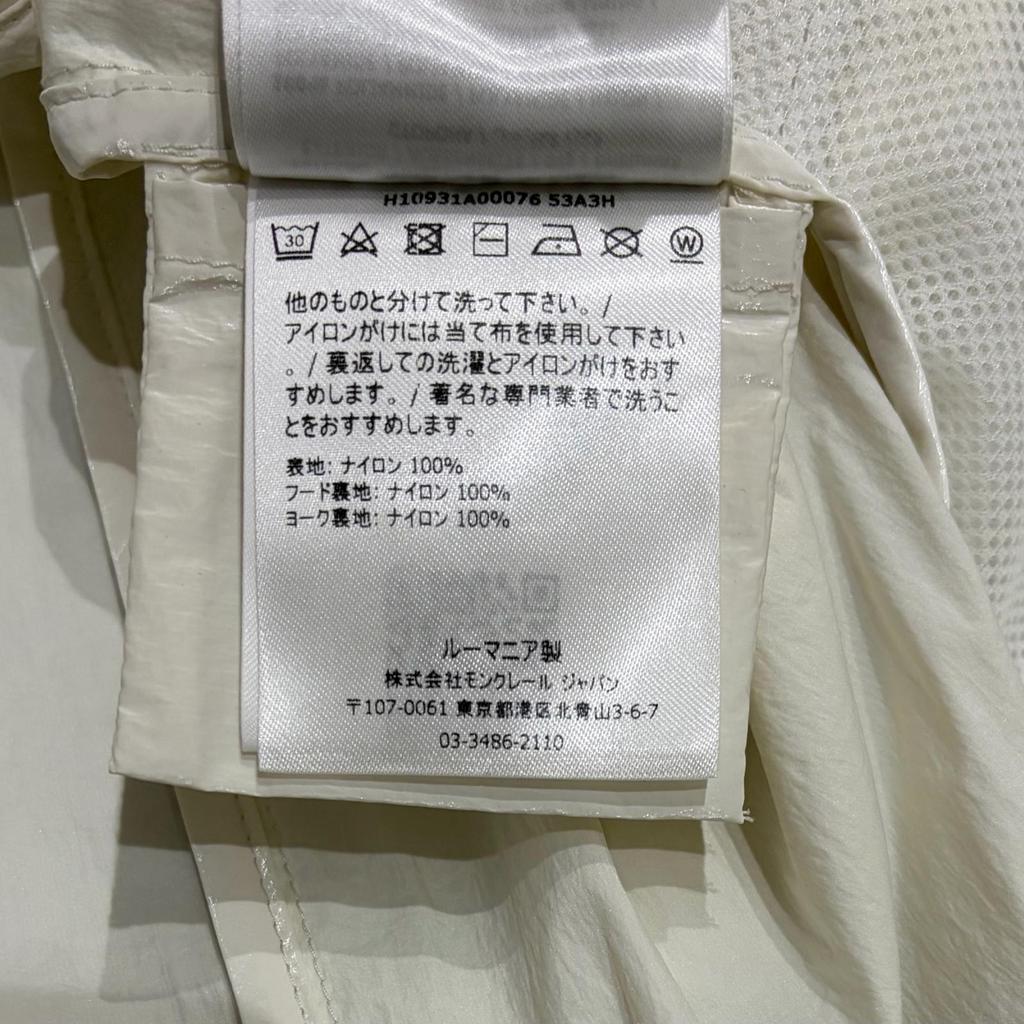 H10931A00076 53A3H
30
W
他のものと分けて洗って下さい。/
アイロンがけには当て布を使用して下さい
。/ 裏返しての洗濯とアイロンがけをおす
すめします。/ 著名な専門業者で洗うこ
とをおすすめします。
表地: ナイロン 100%
フード裏地: ナイロン 100%
ヨーク裏地: ナイロン 100%
ルーマニア製
株式会社モンクレール ジャパン
〒107-0061 東京都港区北青山3-6-7
03-3486-2110